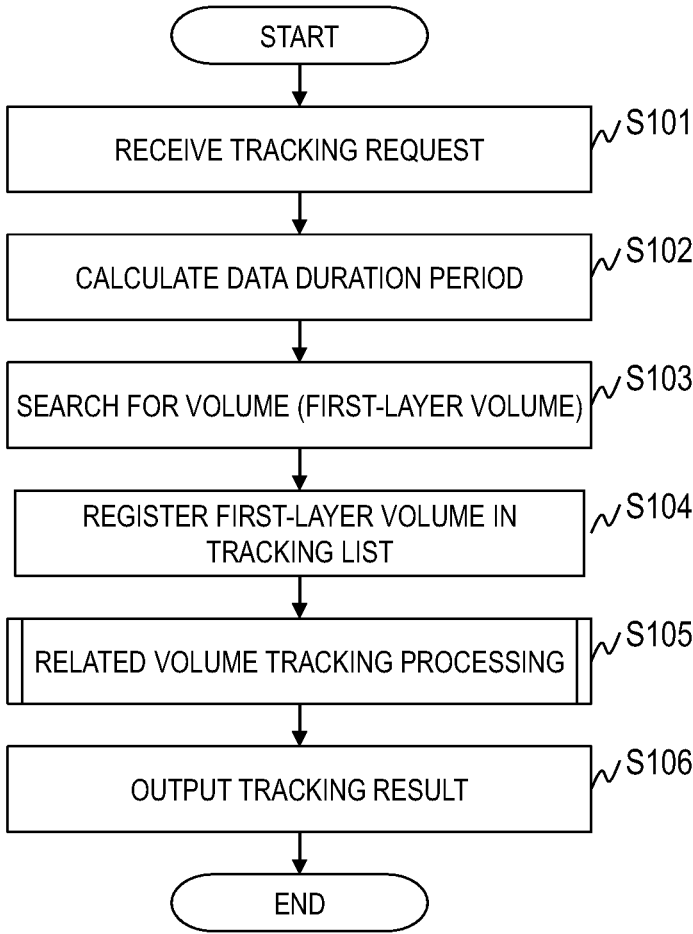 START
RECEIVE TRACKING REQUEST
S101
CALCULATE DATA DURATION PERIOD
S102
SEARCH FOR VOLUME (FIRST-LAYER VOLUME)
S103
REGISTER FIRST-LAYER VOLUME IN
TRACKING LIST
S104
RELATED VOLUME TRACKING PROCESSING
S105
OUTPUT TRACKING RESULT
S106
END